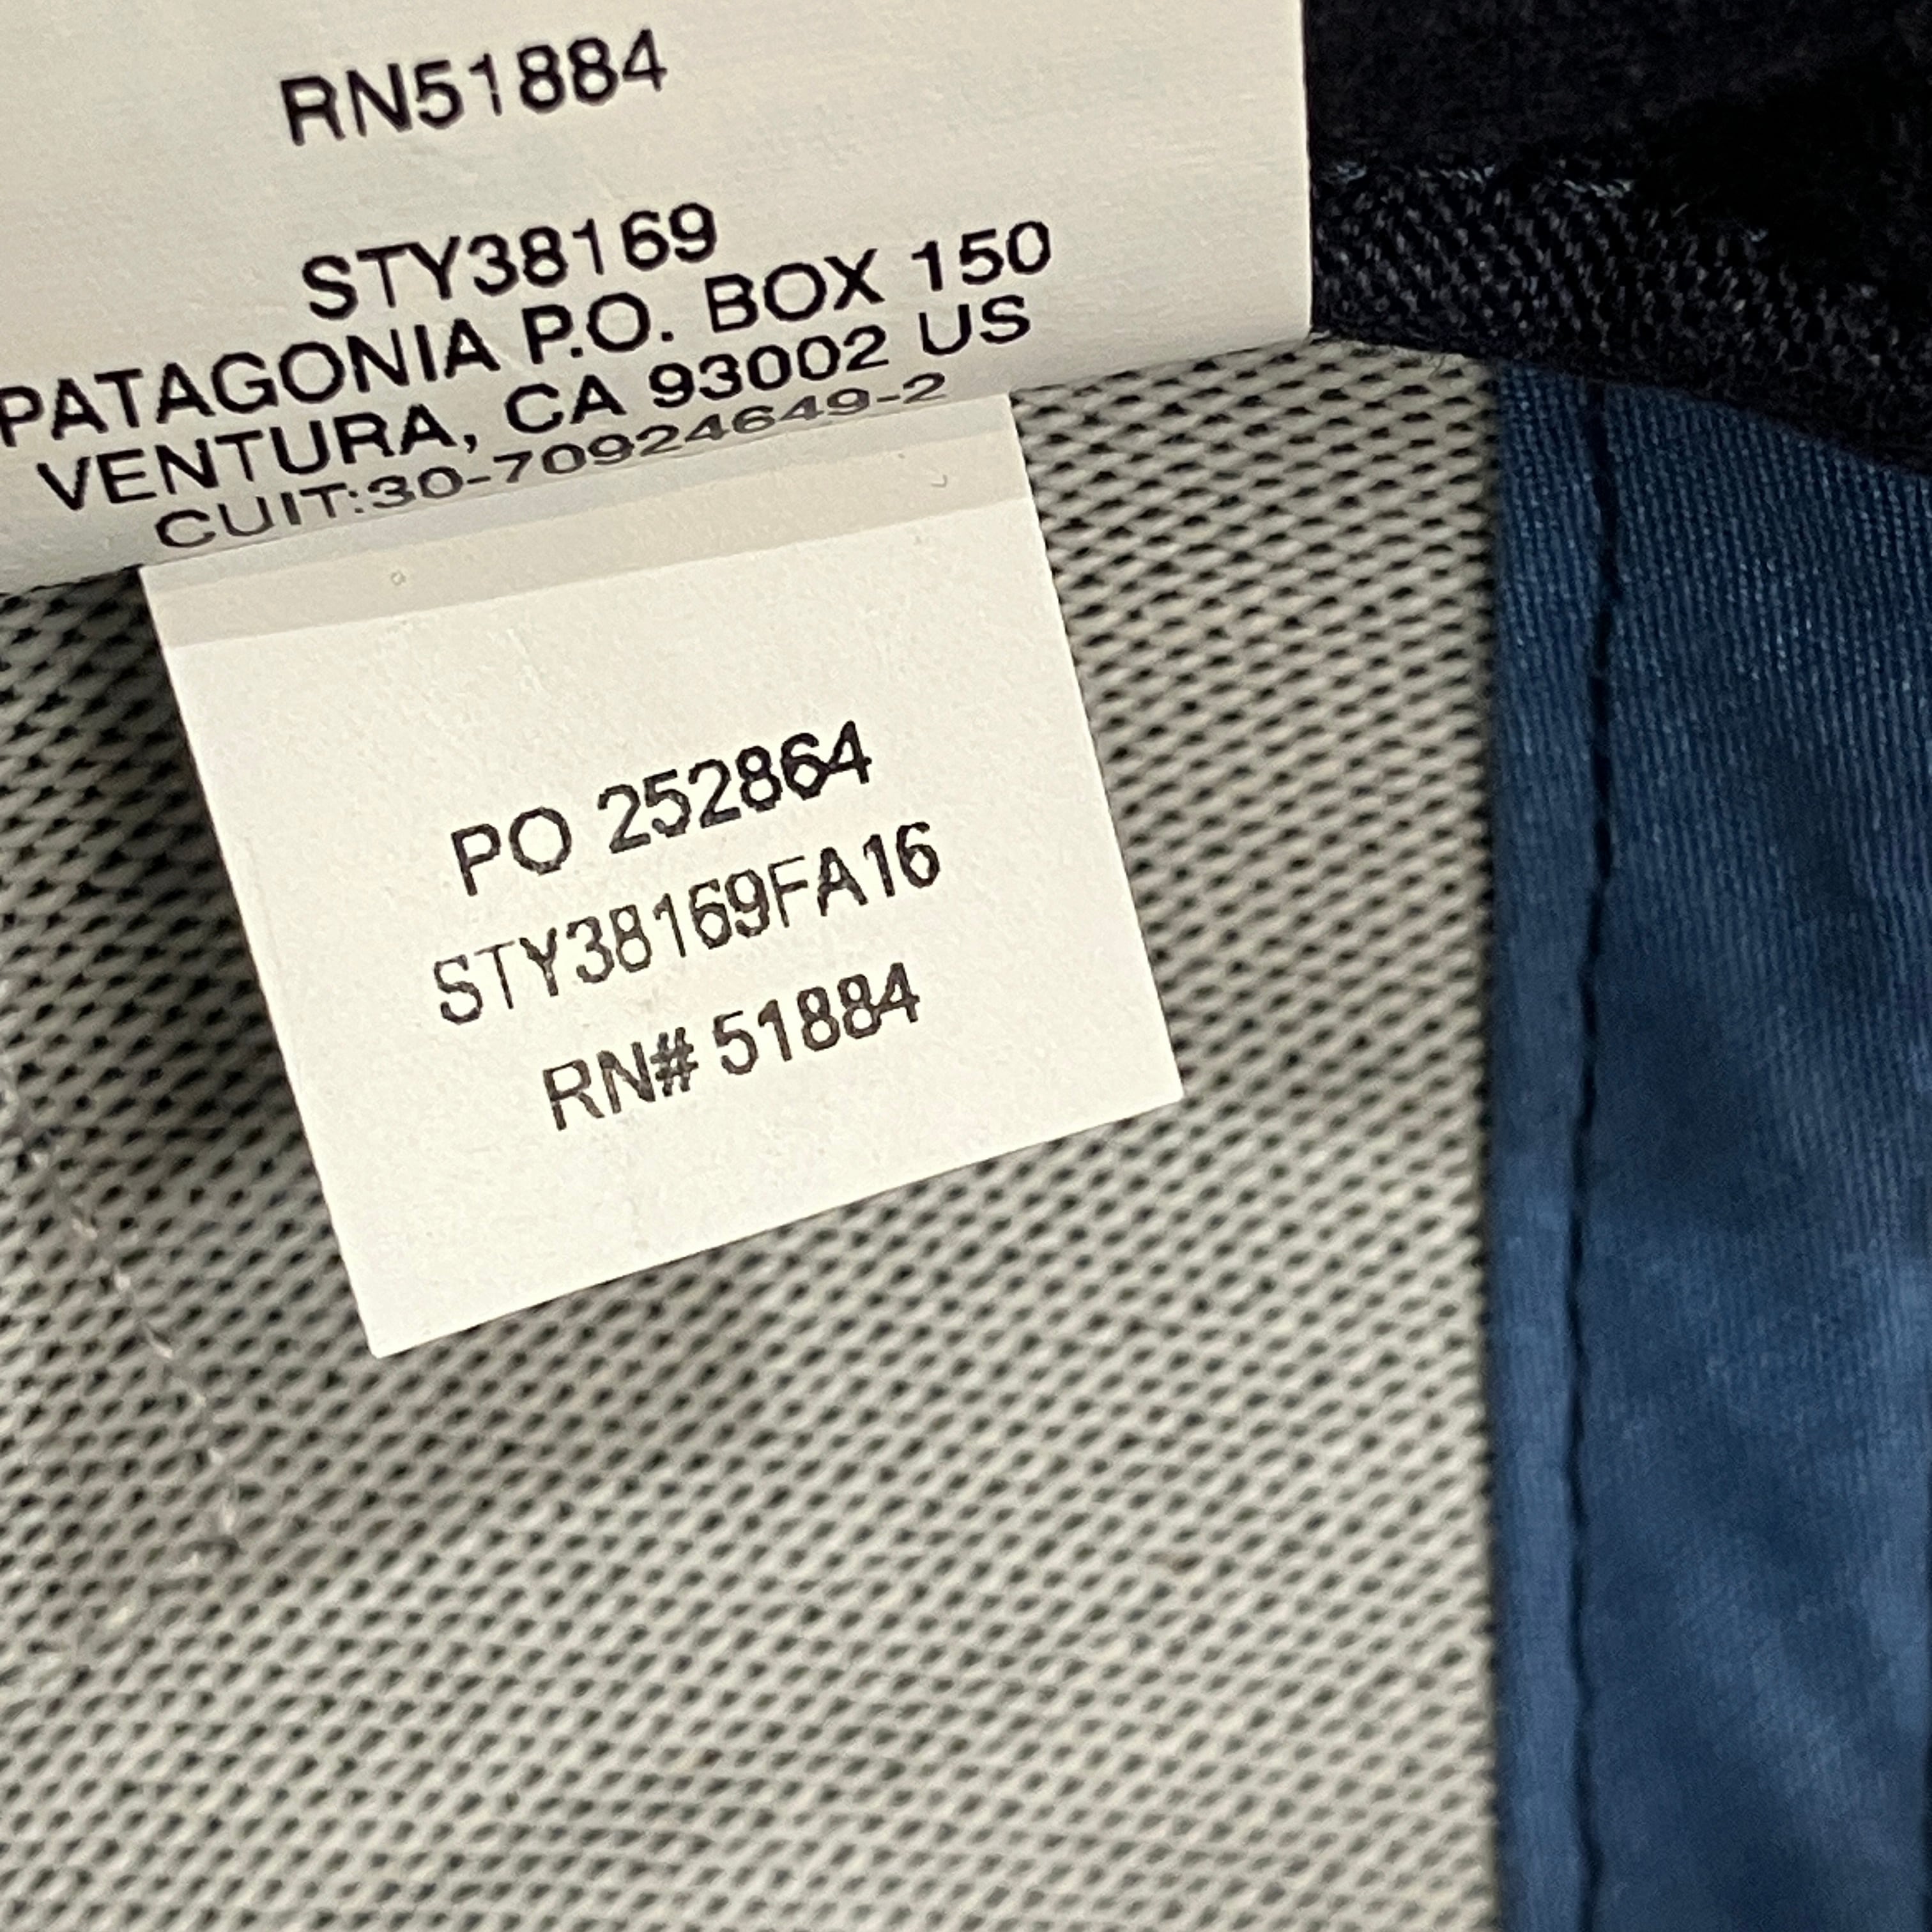 RN51884
STY38169
PATAGONIA P.O. BOX 150
VENTURA, CA 93002 US
CUIT:30-70924649-2
PO 252864
STY38169FA16
RN# 51884